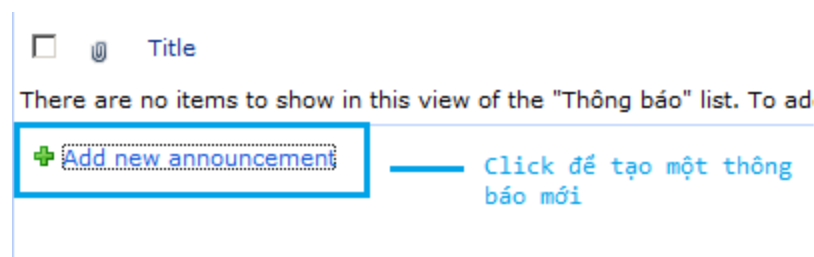 Title
There are no items to show in this view of the "Thông báo" list. To
Add new announcement
Click để tạo một thông
báo mới